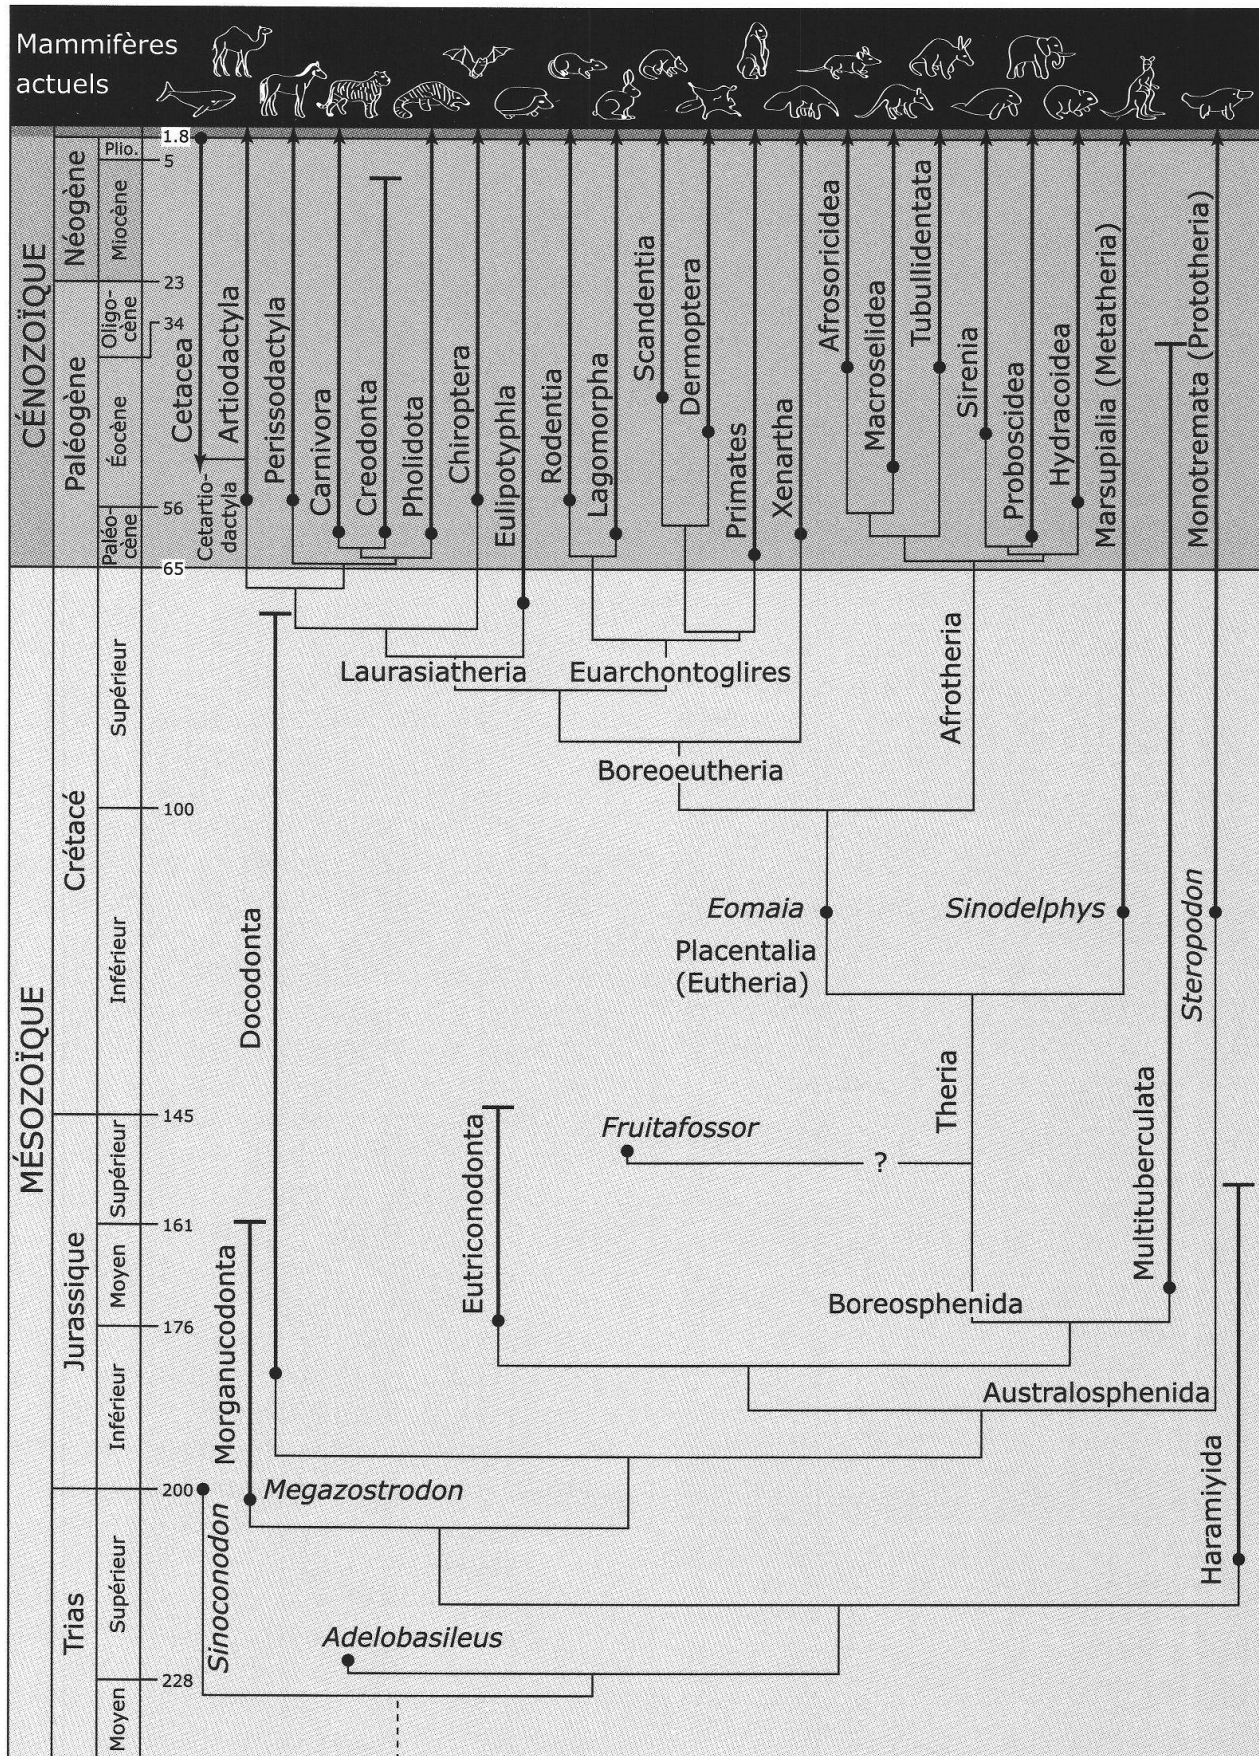 Mammifères
actuels
CÉNOZOÏQUE
Néogène
Paléogène
Plio.
Miocène
Oligo-
cène
Éocène
Paléo-
cène
1.8
5
23
34
56
65
Cetacea
Artiodactyla
Cetartio-
dactyla
Perissodactyla
Carnivora
Creodonta
Pholidota
Chiroptera
Eulipotyphla
Rodentia
Lagomorpha
Scandentia
Dermoptera
Primates
Xenartha
Afrosoricidea
Macroselidea
Tubullidentata
Sirenia
Proboscidea
Hydracoidea
Marsupialia (Metatheria)
Monotremata (Prototheria)
MÉSOZOÏQUE
Crétacé
Supérieur
Inférieur
100
145
Laurasiatheria
Euarchontoglires
Afrotheria
Boreoeutheria
Docodonta
Eomaia
Placentalia
(Eutheria)
Sinodelphys
Steropodon
Theria
Multituberculata
Jurassique
Supérieur
Moyen
Inférieur
161
176
200
Eutriconodonta
Fruitafossor
?
Morganucodonta
Boreosphenida
Australosphenida
Megazostrodon
Haramiyida
Trias
Supérieur
Moyen
228
Sinoconodon
Adelobasileus